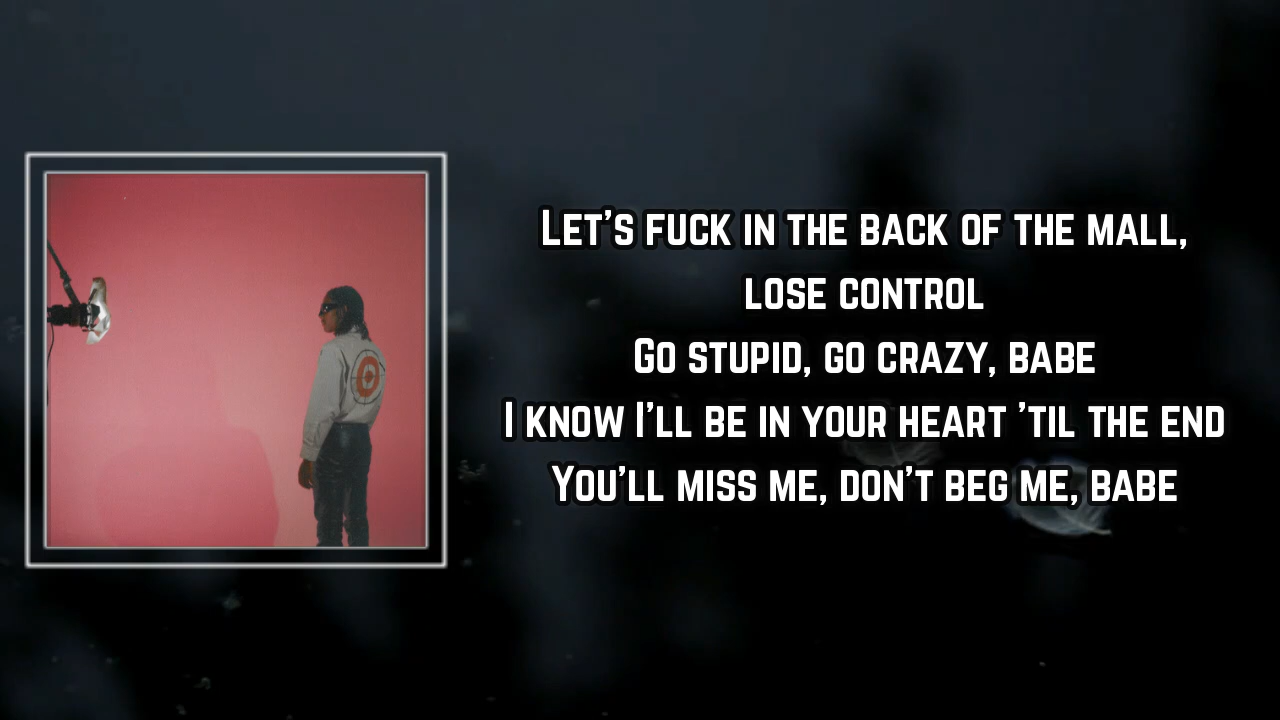 Let's fuck in the back of the mall,
lose control
Go stupid, go crazy, babe
I know I'll be in your heart 'til the end
You'll miss me, don't beg me, babe